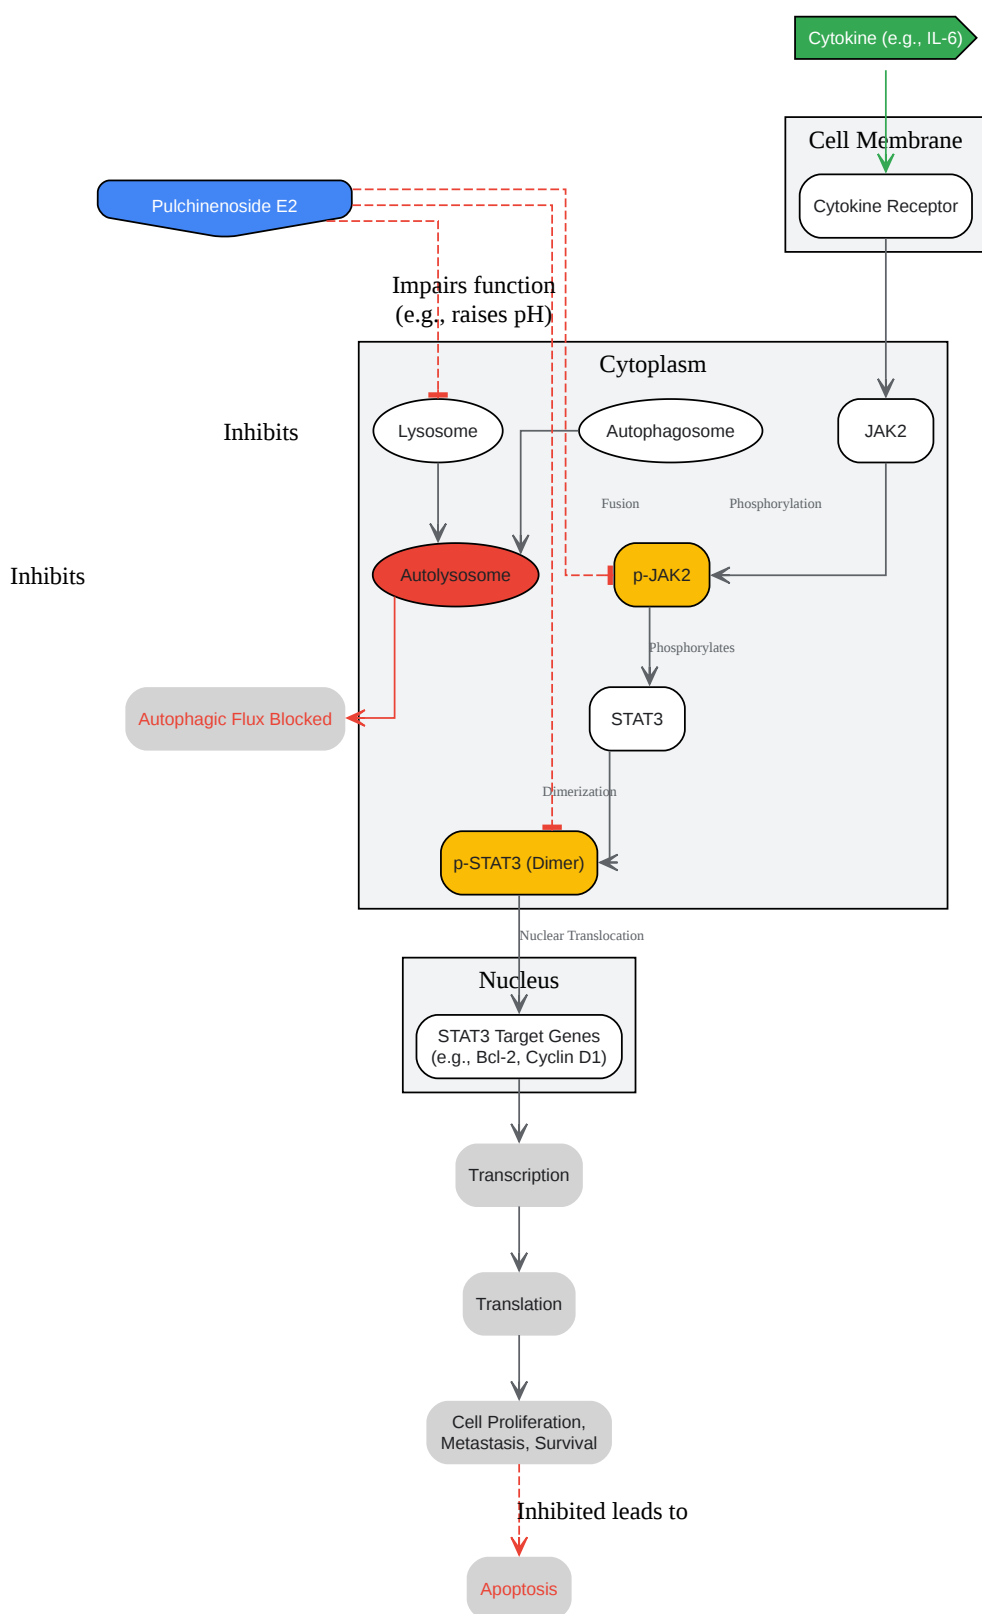 Cytokine (e.g., IL-6)
Cell Membrane
Pulchinenoside E2
Cytokine Receptor
Impairs function
(e.g., raises pH)
Cytoplasm
Inhibits
Lysosome
Autophagosome
JAK2
Fusion
Phosphorylation
Inhibits
Autolysosome
p-JAK2
Phosphorylates
Autophagic Flux Blocked
STAT3
Dimerization
p-STAT3 (Dimer)
Nuclear Translocation
Nucleus
STAT3 Target Genes
(e.g., Bcl-2, Cyclin D1)
Transcription
Translation
Cell Proliferation,
Metastasis, Survival
Inhibited leads to
Apoptosis